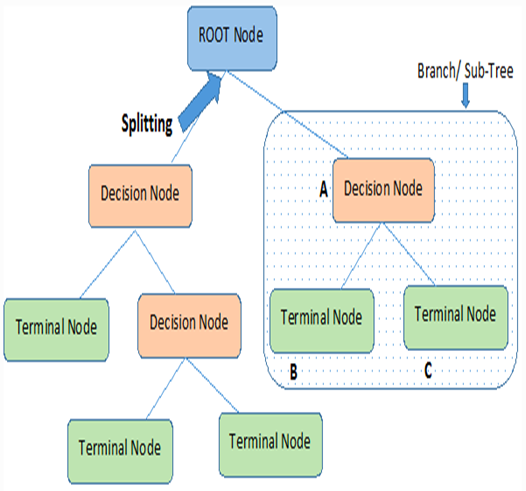 ROOT Node
Branch/ Sub-Tree
Splitting
Decision Node
A
Decision Node
Terminal Node
Decision Node
Terminal Node
Terminal Node
B
C
Terminal Node
Terminal Node